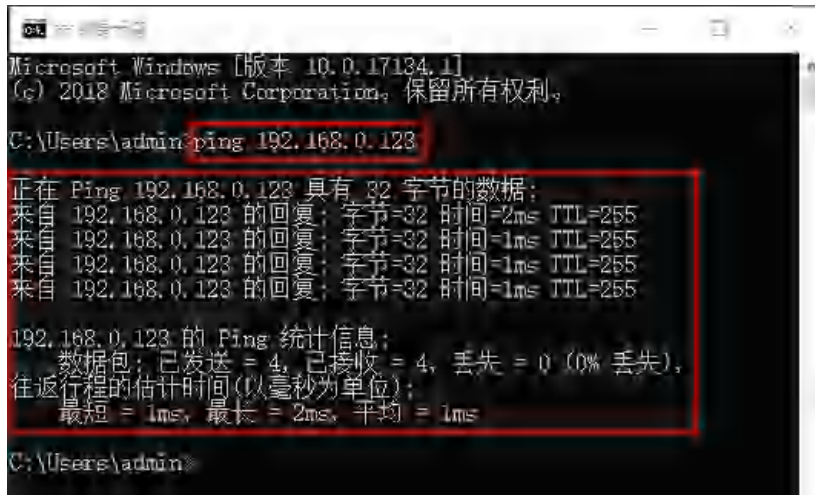 Microsoft Windows [版本 10.0.17134.1]
(c) 2018 Microsoft Corporation。保留所有权利。
C:\Users\admin>ping 192.168.0.123
正在 Ping 192.168.0.123 具有 32 字节的数据:
来自 192.168.0.123 的回复: 字节=32 时间=2ms TTL=255
来自 192.168.0.123 的回复: 字节=32 时间=1ms TTL=255
来自 192.168.0.123 的回复: 字节=32 时间=1ms TTL=255
来自 192.168.0.123 的回复: 字节=32 时间=1ms TTL=255
192.168.0.123 的 Ping 统计信息:
数据包: 已发送 = 4, 已接收 = 4, 丢失 = 0 (0% 丢失),
往返行程的估计时间(以毫秒为单位):
最短 = 1ms, 最长 = 2ms, 平均 = 1ms
C:\Users\admin>